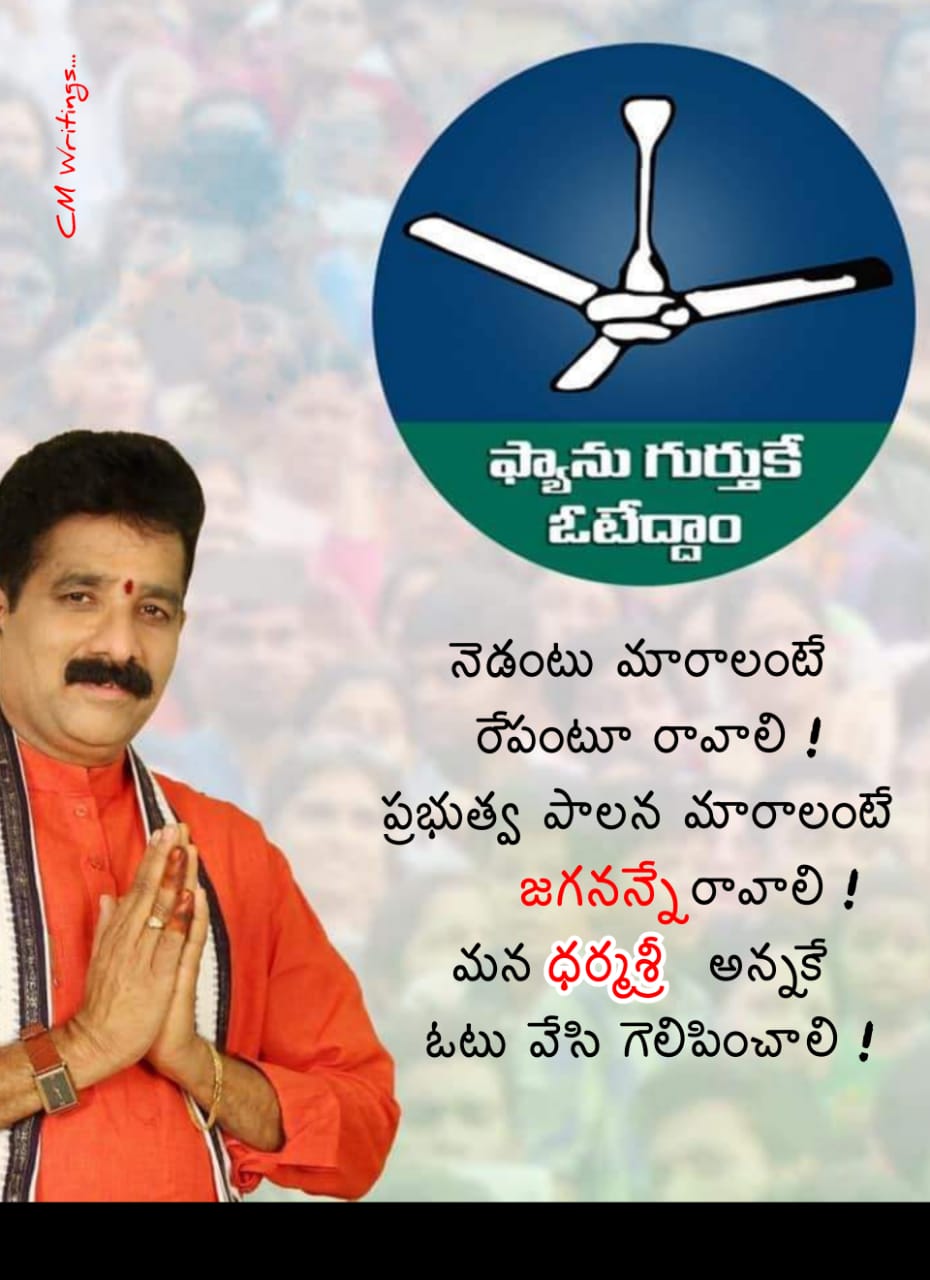 CM Writings...
ఫ్యాను గుర్తుకే
ఓటేద్దాం
నెడంటు మారాలంటే
రేపంటూ రావాలి !
ప్రభుత్వ పాలన మారాలంటే
జగనన్నే రావాలి !
మన ధర్మశ్రీ అన్నకే
ఓటు వేసి గెలిపించాలి !